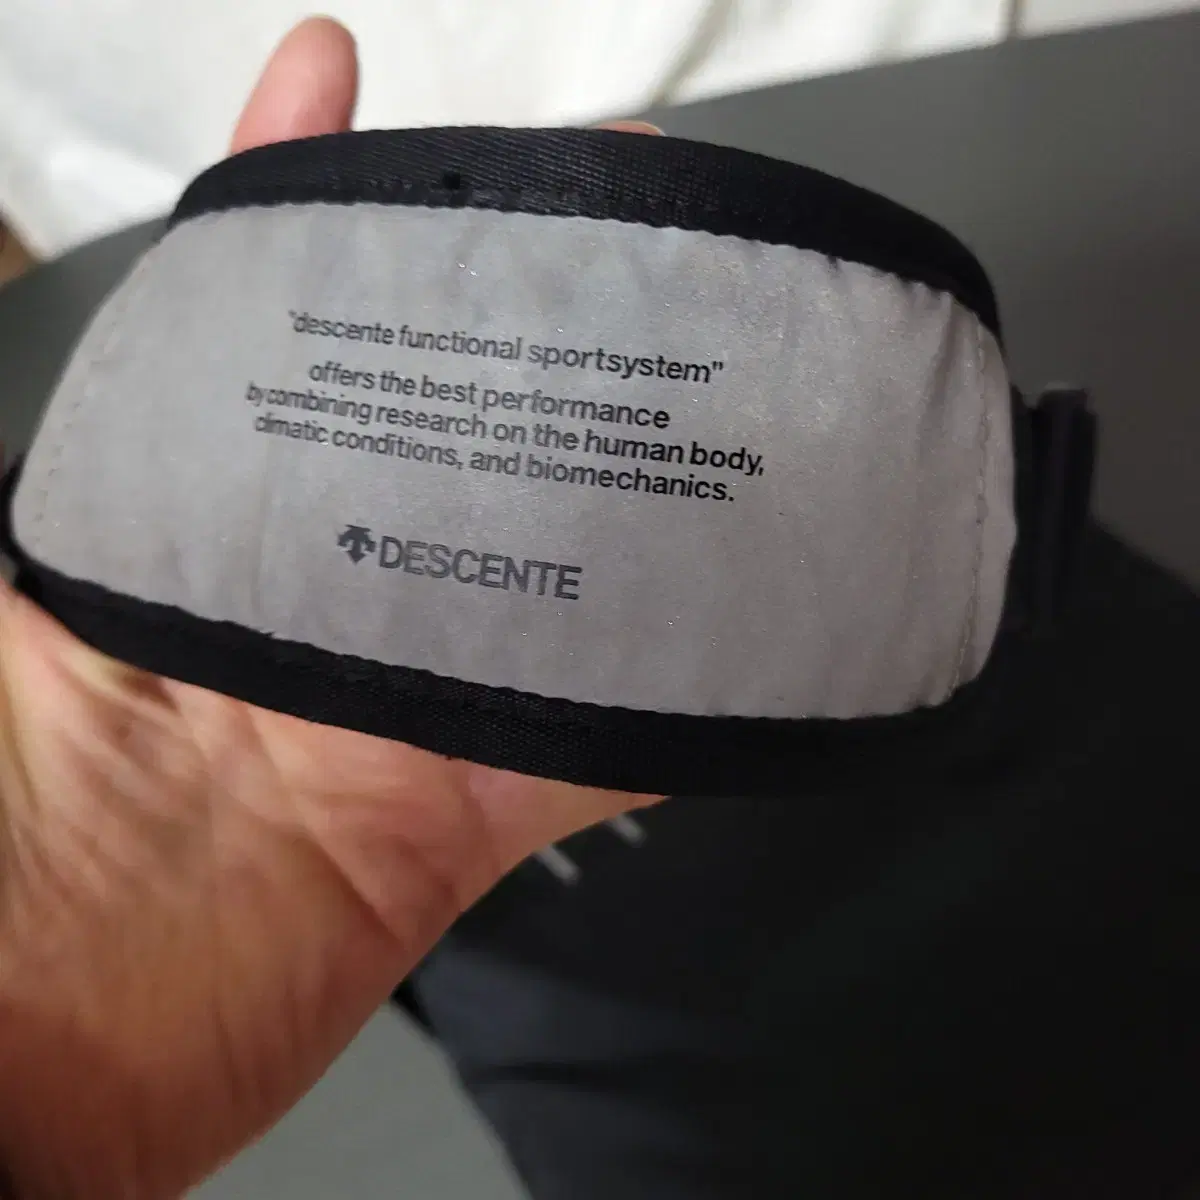 "descente functional sportsystem"
offers the best performance
by combining research on the human body,
climatic conditions, and biomechanics.
DESCENTE